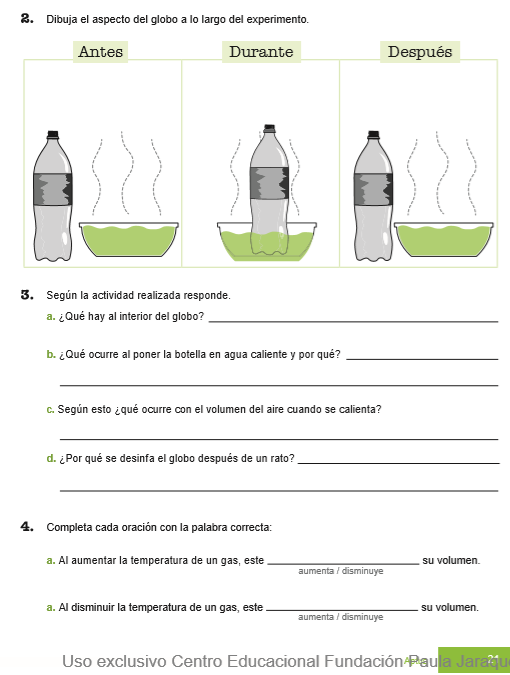 2. Dibuja el aspecto del globo a lo largo del experimento.
Antes
Durante
Después
3. Según la actividad realizada responde.
a. ¿Qué hay al interior del globo?
b. ¿Qué ocurre al poner la botella en agua caliente y por qué?
c. Según esto ¿qué ocurre con el volumen del aire cuando se calienta?
d. ¿Por qué se desinfa el globo después de un rato?
4. Completa cada oración con la palabra correcta:
a. Al aumentar la temperatura de un gas, este su volumen.
aumenta / disminuye
a. Al disminuir la temperatura de un gas, este su volumen.
aumenta / disminuye
Uso exclusivo Centro Educacional Fundación Paula